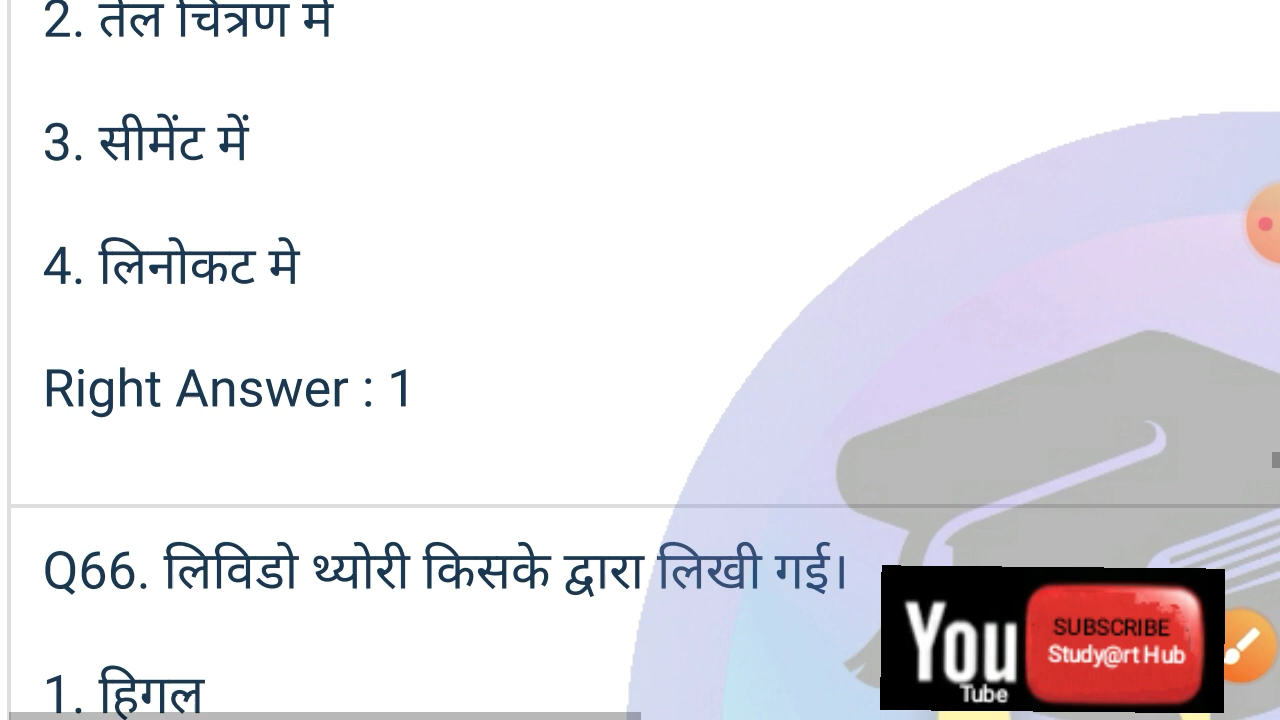 2. तैल चित्रण में
3. सीमेंट में
4. लिनोकट मे
Right Answer : 1
Q66. लिविडो थ्योरी किसके द्वारा लिखी गई।
1. हिगल
You Tube
SUBSCRIBE
Study@rt Hub